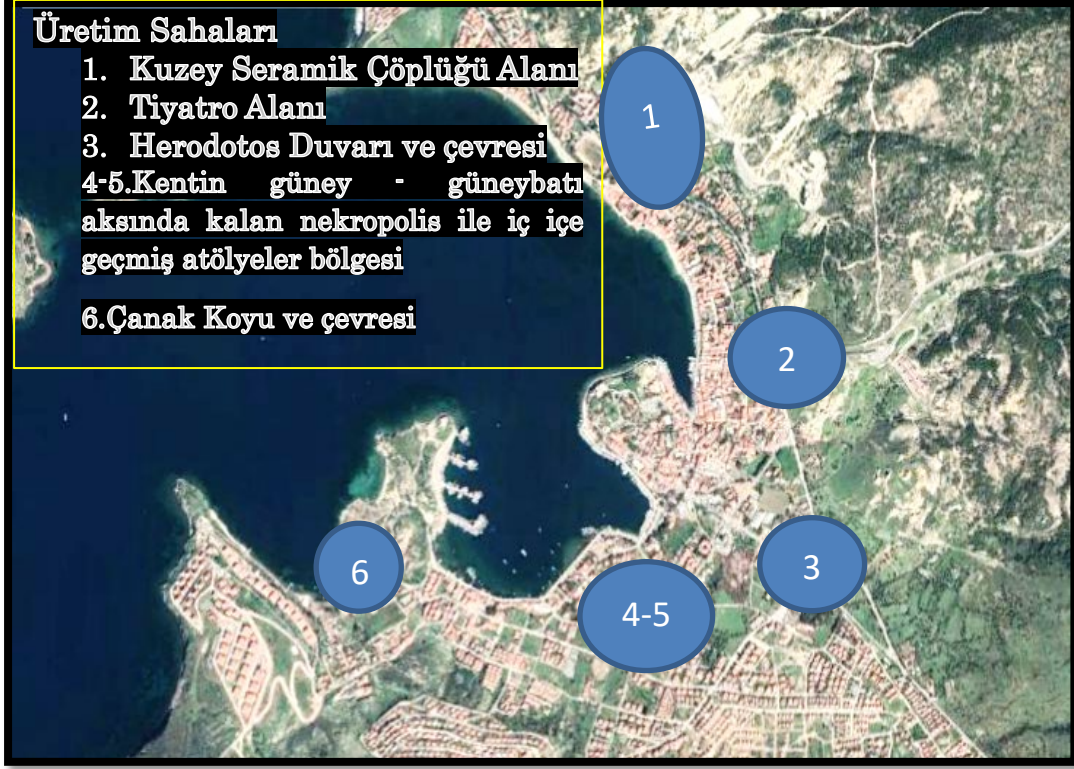 Üretim Sahaları
1. Kuzey Seramik Çöplüğü Alanı
2. Tiyatro Alanı
3. Herodotos Duvarı ve çevresi
4-5.Kentin güney - güneybatı
aksında kalan nekropolis ile iç içe
geçmiş atölyeler bölgesi
6.Çanak Koyu ve çevresi
1
2
3
6
4-5